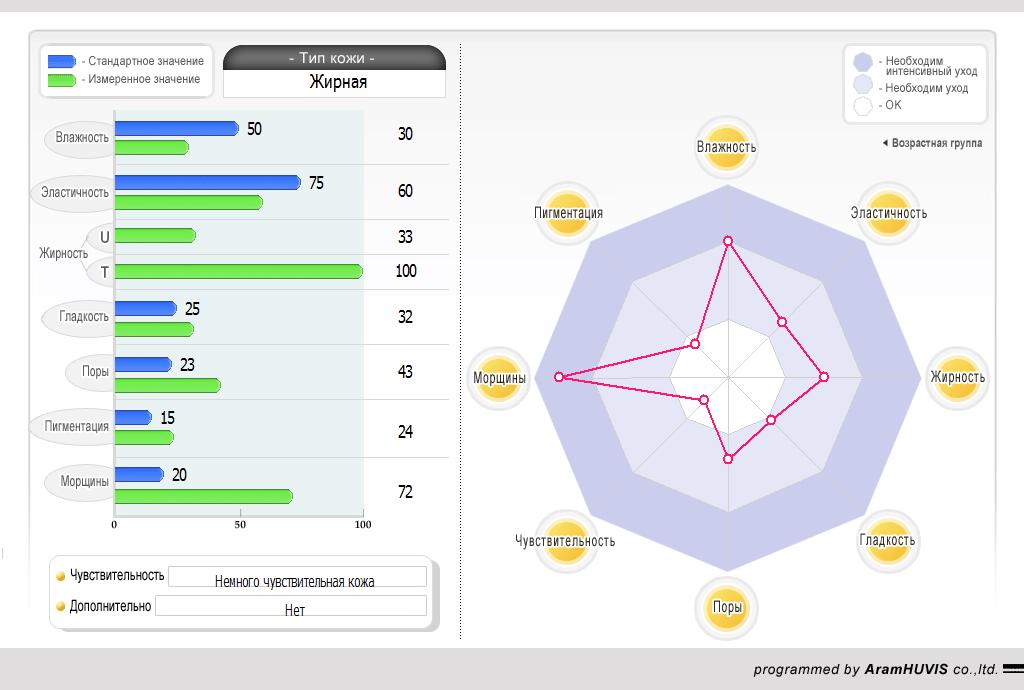 - Стандартное значение
- Измеренное значение
- Тип кожи -
Жирная
Влажность
50
30
Эластичность
75
60
Жирность
U
33
T
100
Гладкость
25
32
Поры
23
43
Пигментация
15
24
Морщины
20
72
0
50
100
Чувствительность
Немного чувствительная кожа
Дополнительно
Нет
- Необходим
интенсивный уход
- Необходим уход
- OK
Возрастная группа
Влажность
Пигментация
Эластичность
Морщины
Жирность
Чувствительность
Гладкость
Поры
programmed by AramHUVIS co.,ltd.